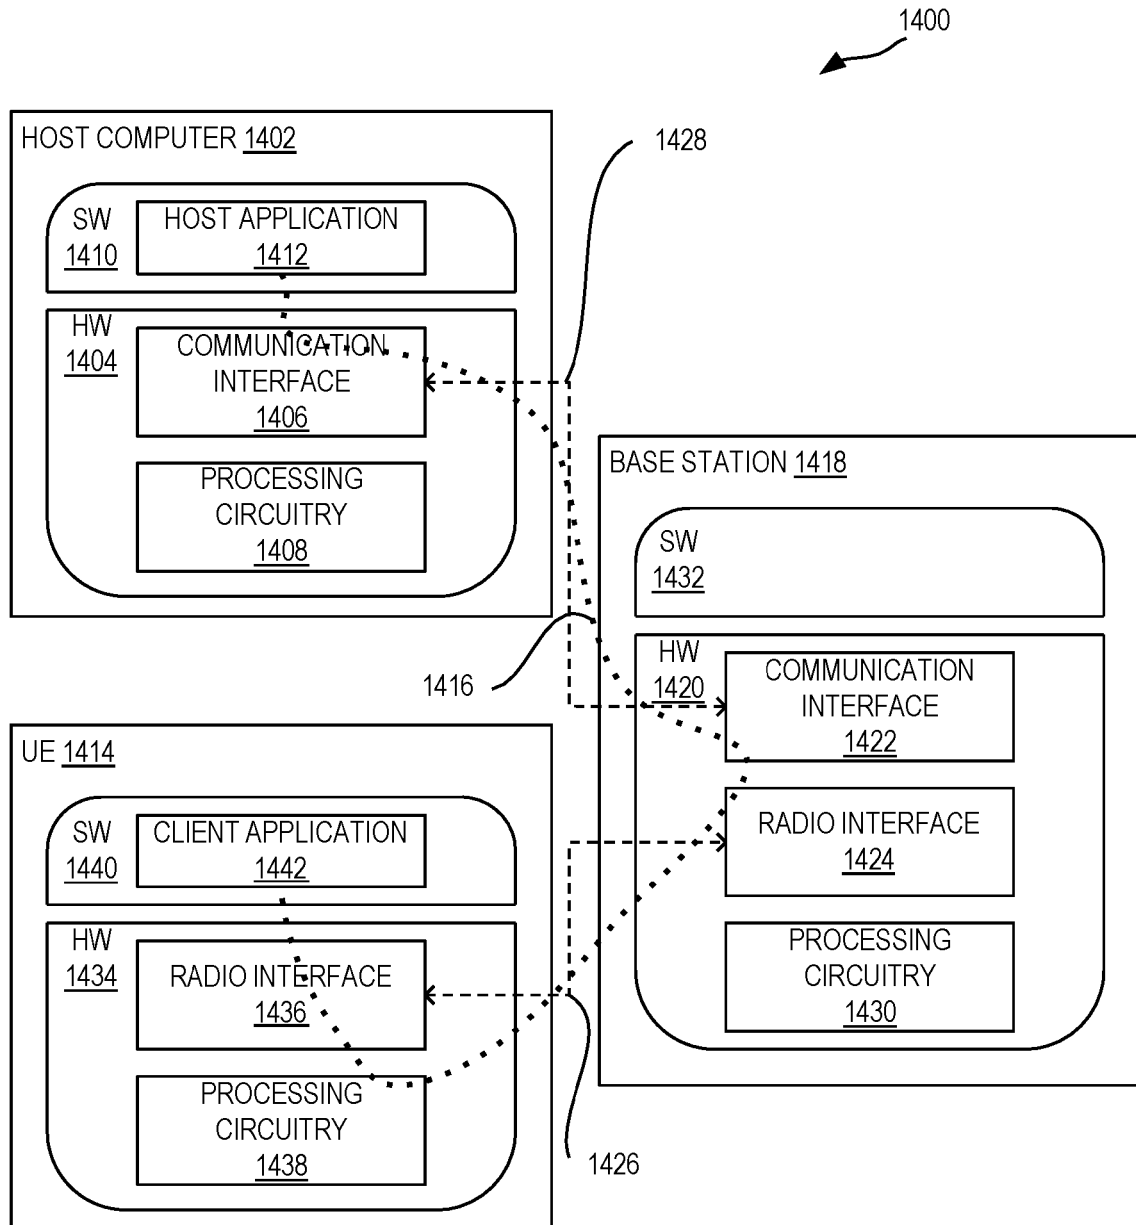 1400
HOST COMPUTER 1402
1428
SW
1410
HOST APPLICATION
1412
HW
1404
COMMUNICATION
INTERFACE
1406
PROCESSING
CIRCUITRY
1408
BASE STATION 1418
SW
1432
1416
HW
1420
COMMUNICATION
INTERFACE
1422
RADIO INTERFACE
1424
PROCESSING
CIRCUITRY
1430
UE 1414
SW
1440
CLIENT APPLICATION
1442
HW
1434
RADIO INTERFACE
1436
PROCESSING
CIRCUITRY
1438
1426